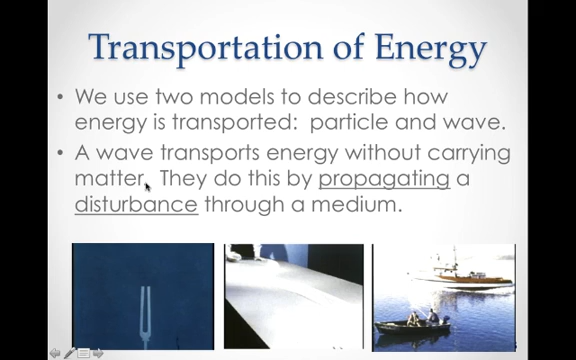 Transportation of Energy
• We use two models to describe how
energy is transported: particle and wave.
• A wave transports energy without carrying
matter. They do this by propagating a
disturbance through a medium.